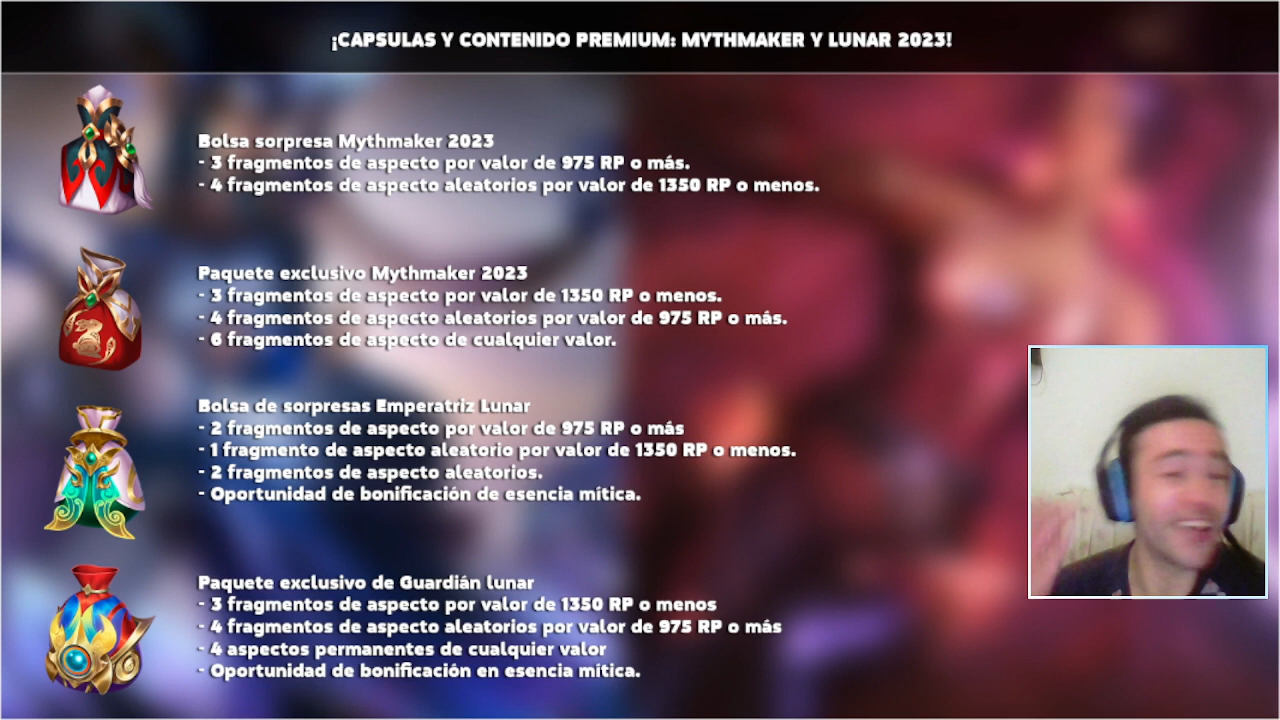 ¡CAPSULAS Y CONTENIDO PREMIUM: MYTHMAKER Y LUNAR 2023!
Bolsa sorpresa Mythmaker 2023
- 3 fragmentos de aspecto por valor de 975 RP o más.
- 4 fragmentos de aspecto aleatorios por valor de 1350 RP o menos.
Paquete exclusivo Mythmaker 2023
- 3 fragmentos de aspecto por valor de 1350 RP o menos.
- 4 fragmentos de aspecto aleatorios por valor de 975 RP o más.
- 6 fragmentos de aspecto de cualquier valor.
Bolsa de sorpresas Emperatriz Lunar
- 2 fragmentos de aspecto por valor de 975 RP o más
- 1 fragmento de aspecto aleatorio por valor de 1350 RP o menos.
- 2 fragmentos de aspecto aleatorios.
- Oportunidad de bonificación de esencia mítica.
Paquete exclusivo de Guardián lunar
- 3 fragmentos de aspecto por valor de 1350 RP o menos
- 4 fragmentos de aspecto aleatorios por valor de 975 RP o más
- 4 aspectos permanentes de cualquier valor
- Oportunidad de bonificación en esencia mítica.